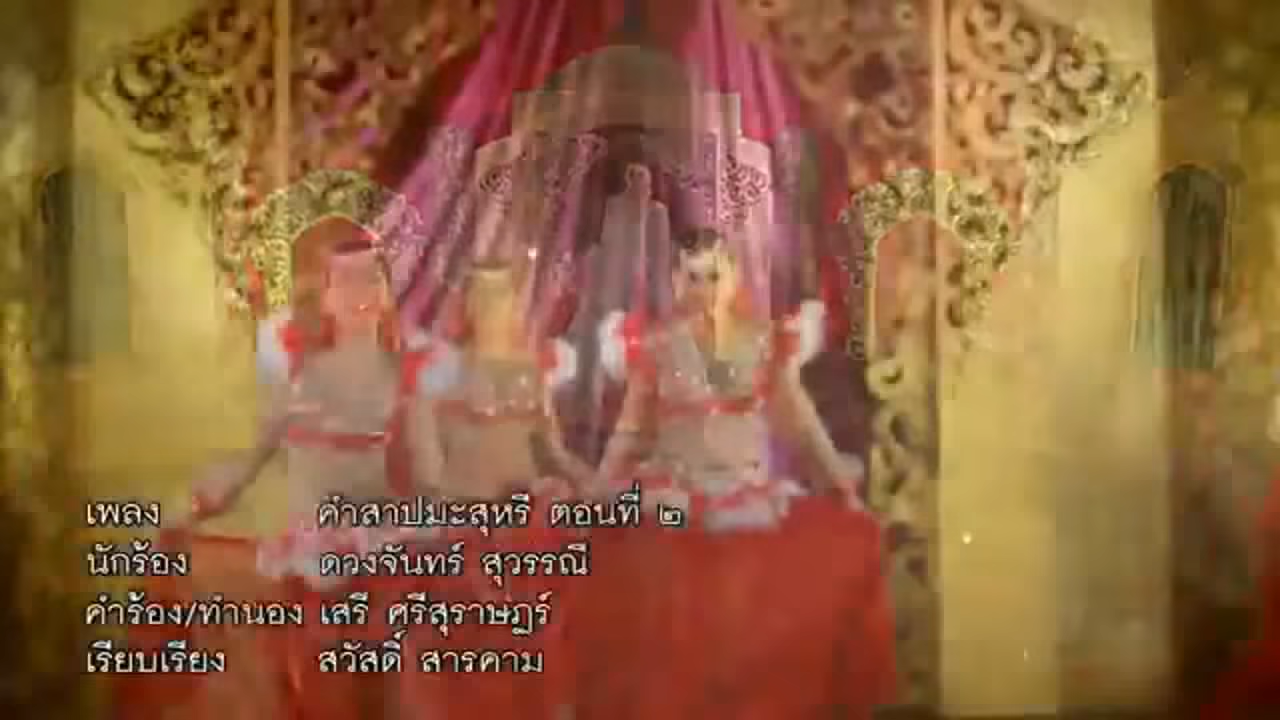 เพลง คำสาปมะสุหรี ตอนที่ ๒
นักร้อง ดวงจันทร์ สุวรรณี
คำร้อง/ทำนอง เสรี ศรีสุราษฎร์
เรียบเรียง สวัสดิ์ สารคาม